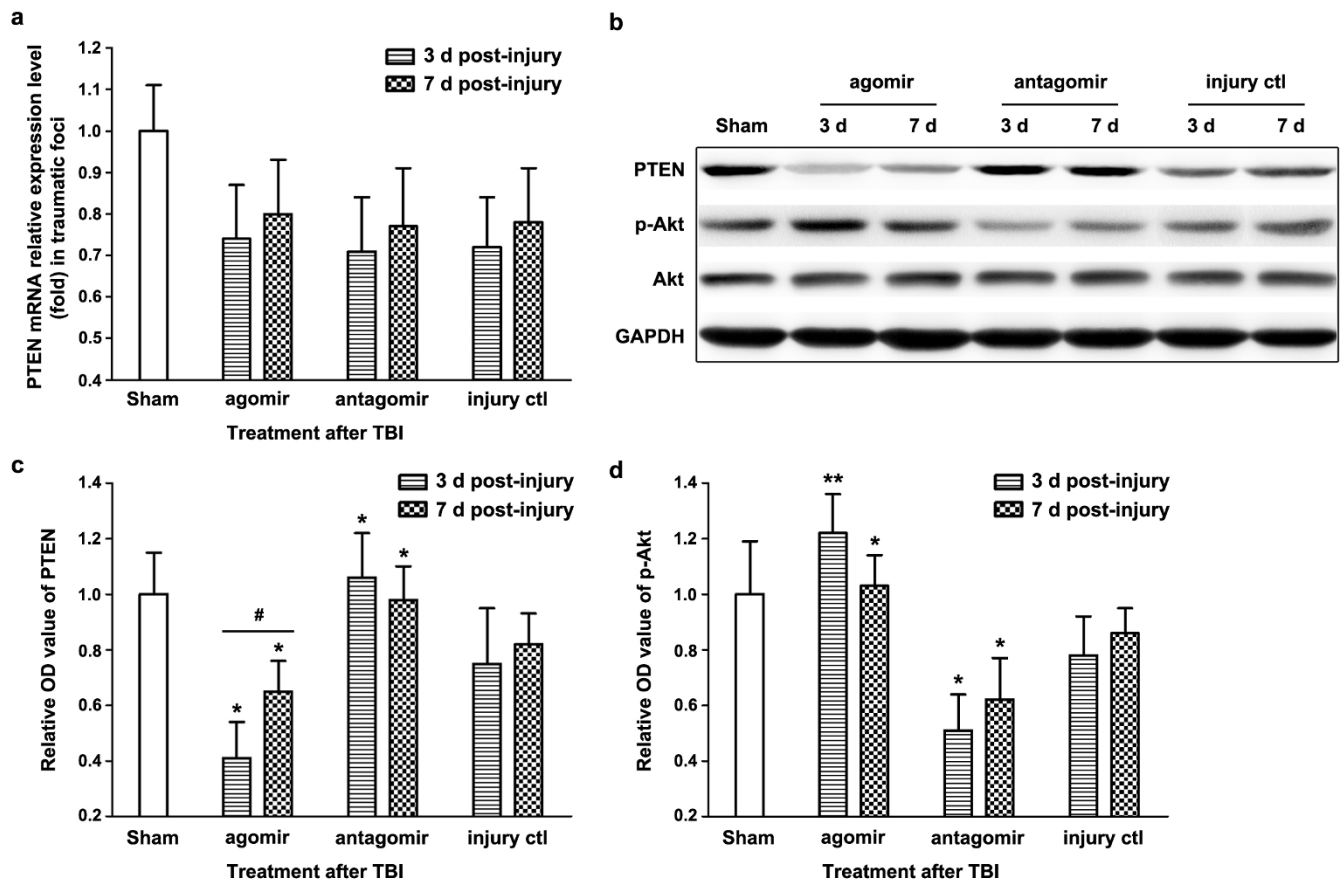 a
PTEN mRNA relative expression level
(fold) in traumatic foci
1.2
1.1
1.0
0.9
0.8
0.7
0.6
0.5
0.4
3 d post-injury
7 d post-injury
Sham agomir antagomir injury ctl
Treatment after TBI
b
agomir antagomir injury ctl
Sham 3 d 7 d 3 d 7 d 3 d 7 d
PTEN
p-Akt
Akt
GAPDH
c
Relative OD value of PTEN
1.4
1.2
1.0
0.8
0.6
0.4
0.2
3 d post-injury
7 d post-injury
* *
#
* *
Sham agomir antagomir injury ctl
Treatment after TBI
d
Relative OD value of p-Akt
1.4
1.2
1.0
0.8
0.6
0.4
0.2
3 d post-injury
7 d post-injury
** *
* *
Sham agomir antagomir injury ctl
Treatment after TBI